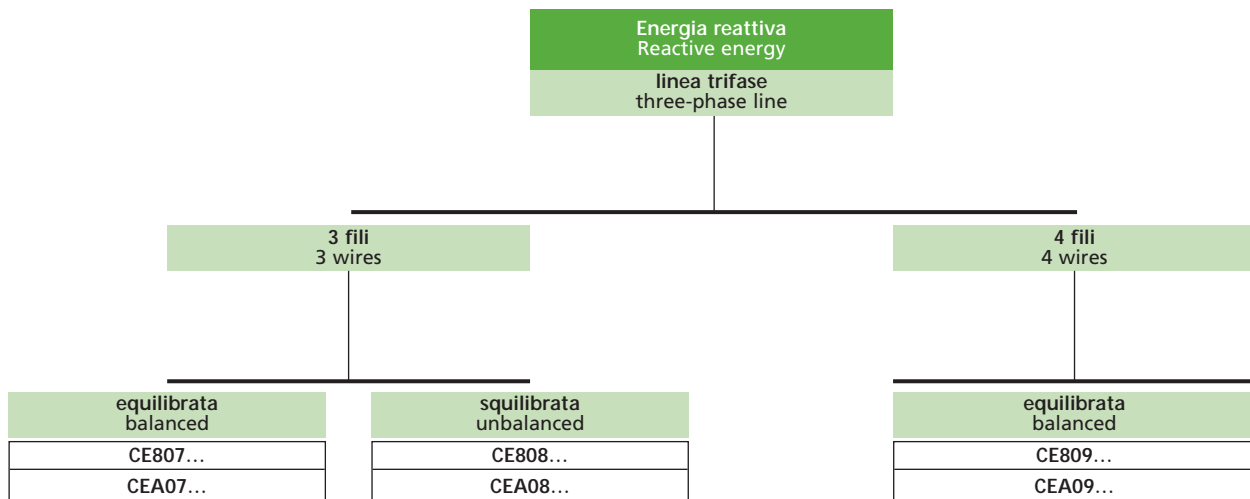 Energia reattiva
Reactive energy
linea trifase
three-phase line
3 fili
3 wires
4 fili
4 wires
equilibrata
balanced
squilibrata
unbalanced
equilibrata
balanced
CE807...
CE808...
CE809...
CEA07...
CEA08...
CEA09...